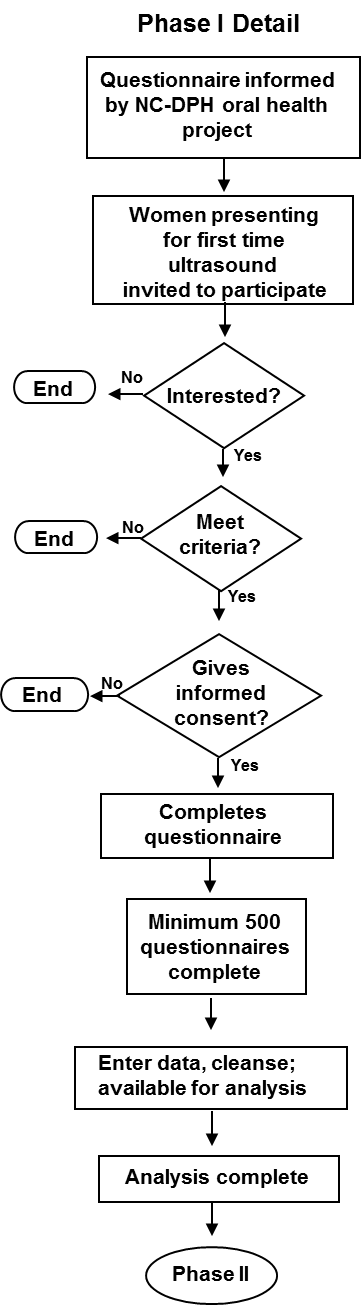 Phase I Detail
Questionnaire informed
by NC-DPH oral health
project
Women presenting
for first time
ultrasound
invited to participate
Interested?
No
End
Yes
Meet
criteria?
No
End
Yes
Gives
informed
consent?
No
End
Yes
Completes
questionnaire
Minimum 500
questionnaires
complete
Enter data, cleanse;
available for analysis
Analysis complete
Phase II